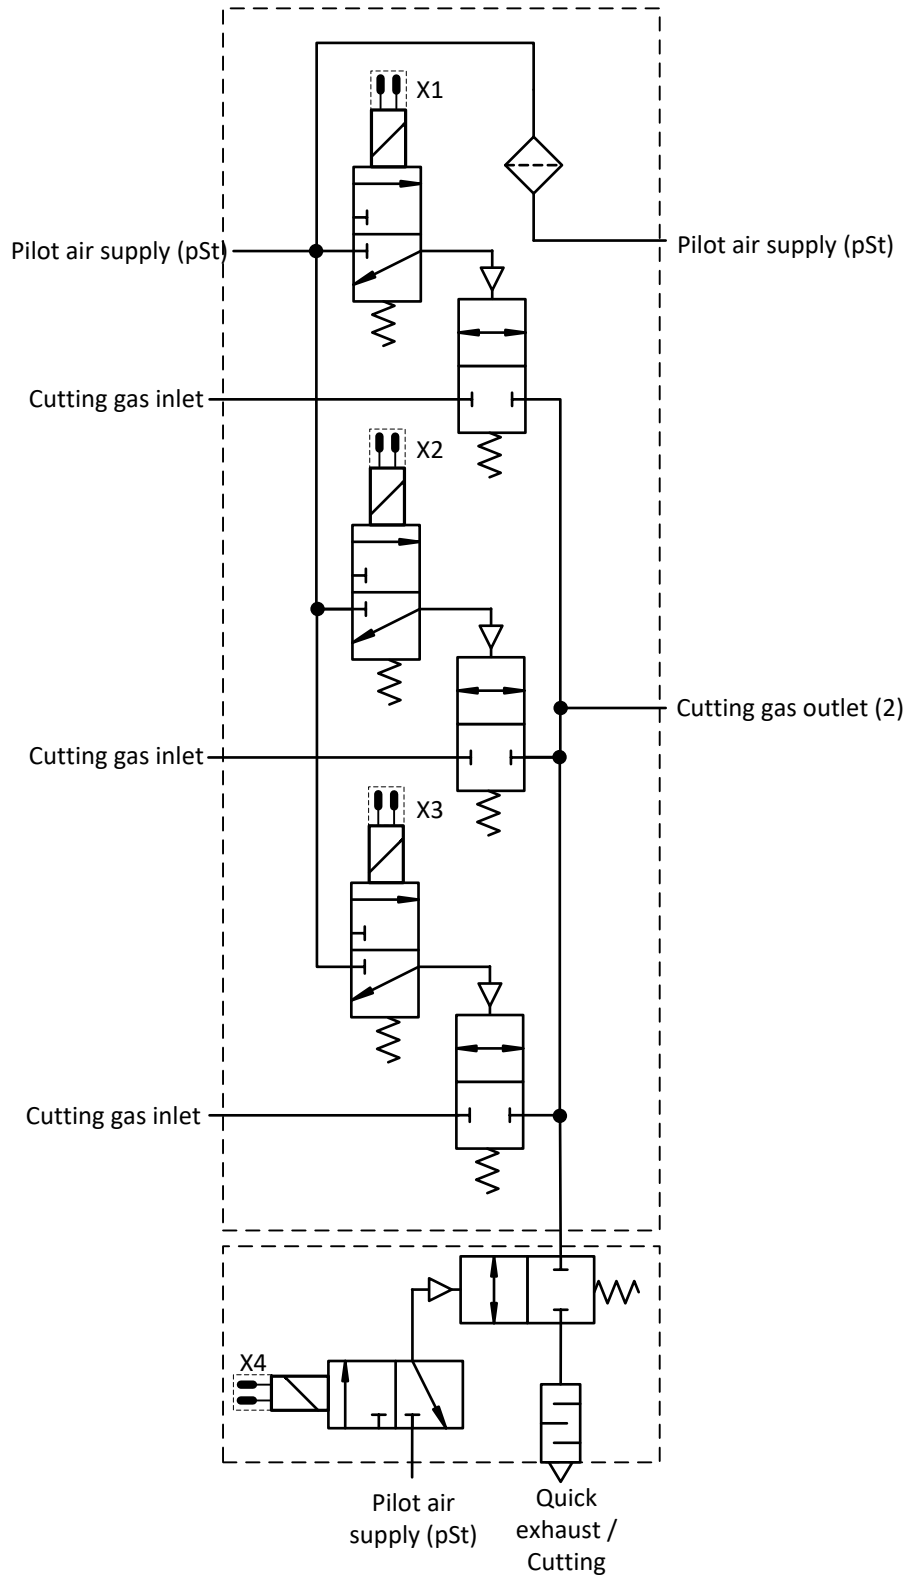 X1
Pilot air supply (pSt)
Pilot air supply (pSt)
Cutting gas inlet
X2
Cutting gas outlet (2)
Cutting gas inlet
X3
Cutting gas inlet
X4
Pilot air
supply (pSt)
Quick
exhaust /
Cutting